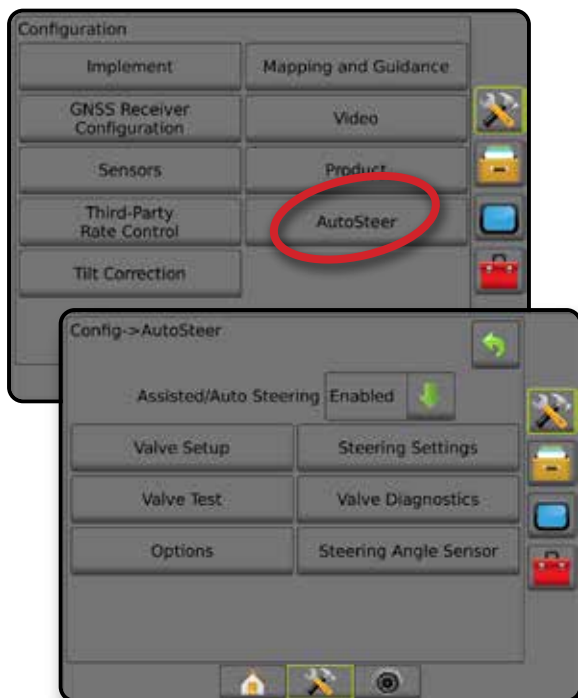 Configuration
Implement
Mapping and Guidance
GNSS Receiver
Configuration
Video
Sensors
Product
Third-Party
Rate Control
AutoSteer
Tilt Correction
Config->AutoSteer
Assisted/Auto Steering Enabled
Valve Setup
Steering Settings
Valve Test
Valve Diagnostics
Options
Steering Angle Sensor